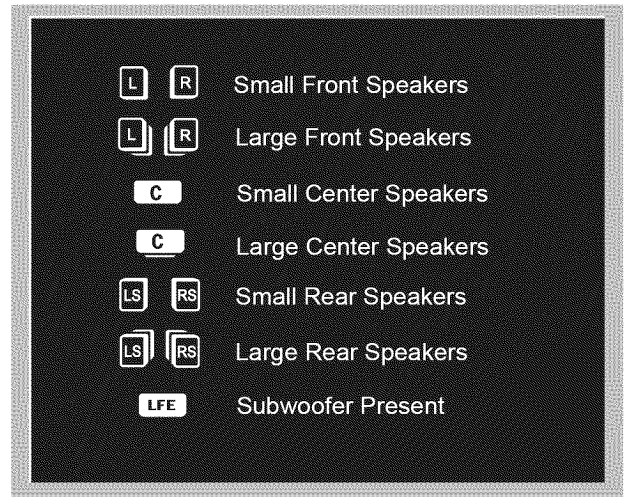 L R Small Front Speakers
L R Large Front Speakers
C Small Center Speakers
C Large Center Speakers
LS RS Small Rear Speakers
LS RS Large Rear Speakers
LFE Subwoofer Present